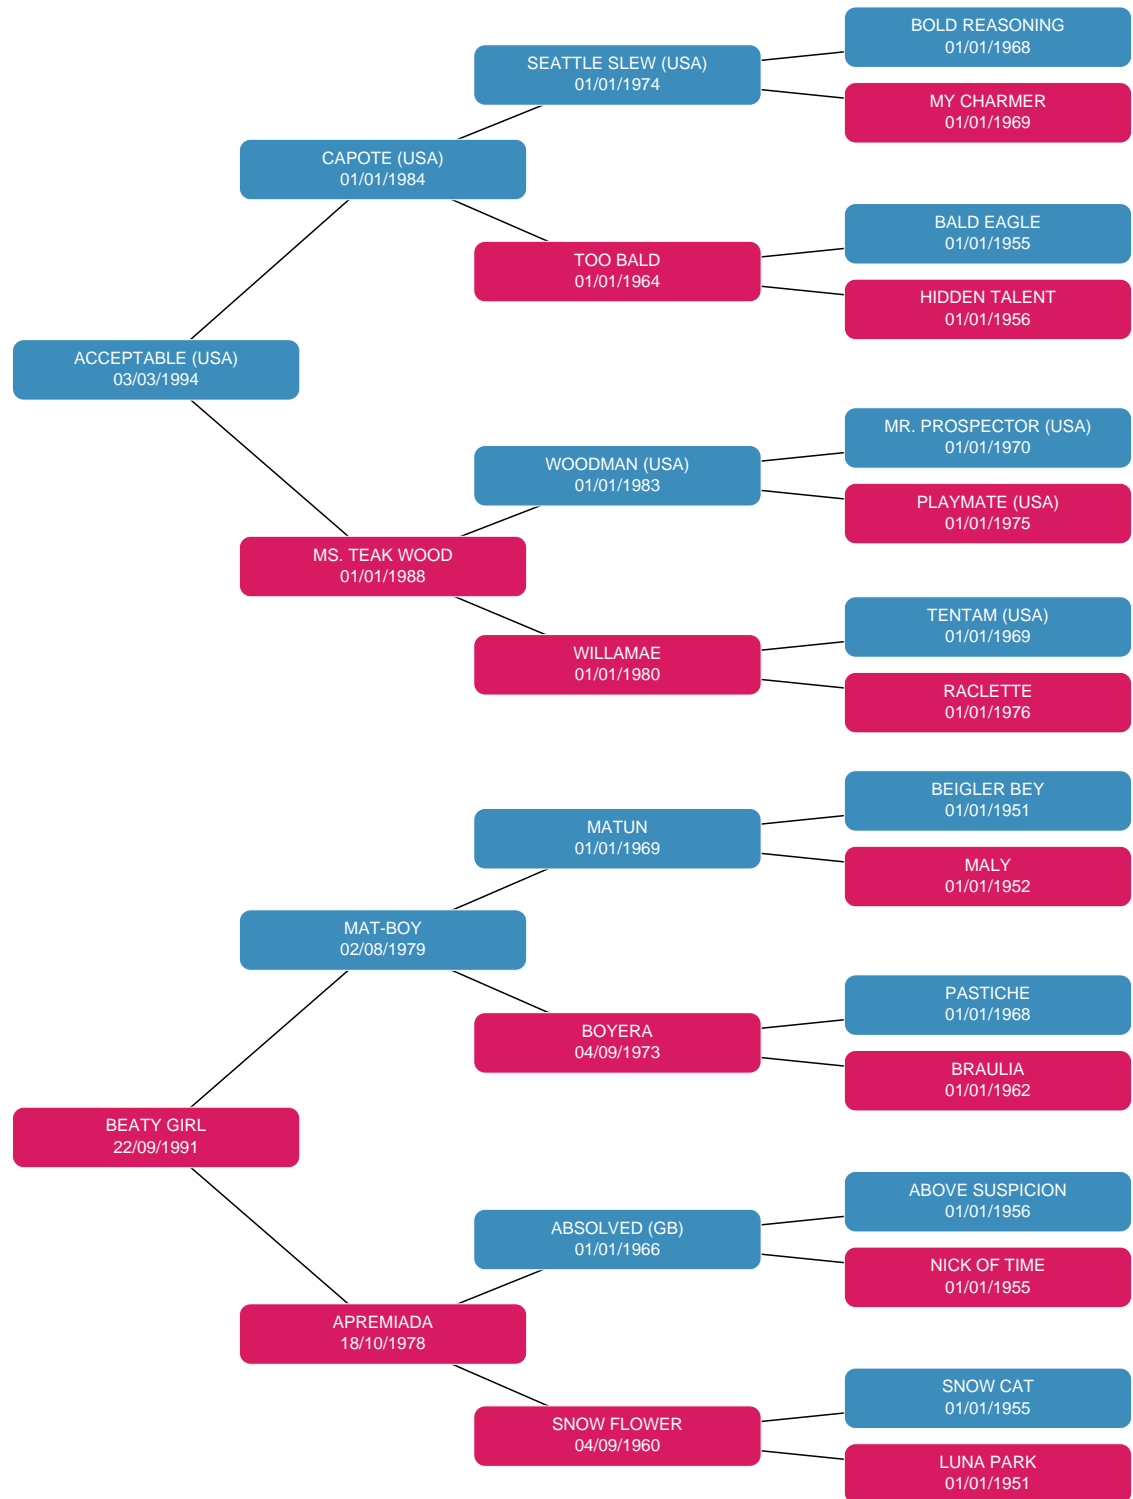 BOLD REASONING
01/01/1968
SEATTLE SLEW (USA)
01/01/1974
MY CHARMER
01/01/1969
CAPOTE (USA)
01/01/1984
BALD EAGLE
01/01/1955
TOO BALD
01/01/1964
HIDDEN TALENT
01/01/1956
ACCEPTABLE (USA)
03/03/1994
MR. PROSPECTOR (USA)
01/01/1970
WOODMAN (USA)
01/01/1983
PLAYMATE (USA)
01/01/1975
MS. TEAK WOOD
01/01/1988
TENTAM (USA)
01/01/1969
WILLAMAE
01/01/1980
RACLETTE
01/01/1976
BEIGLER BEY
01/01/1951
MATUN
01/01/1969
MALY
01/01/1952
MAT-BOY
02/08/1979
PASTICHE
01/01/1968
BOYERA
04/09/1973
BRAULIA
01/01/1962
BEATY GIRL
22/09/1991
ABOVE SUSPICION
01/01/1956
ABSOLVED (GB)
01/01/1966
NICK OF TIME
01/01/1955
APREMIADA
18/10/1978
SNOW CAT
01/01/1955
SNOW FLOWER
04/09/1960
LUNA PARK
01/01/1951